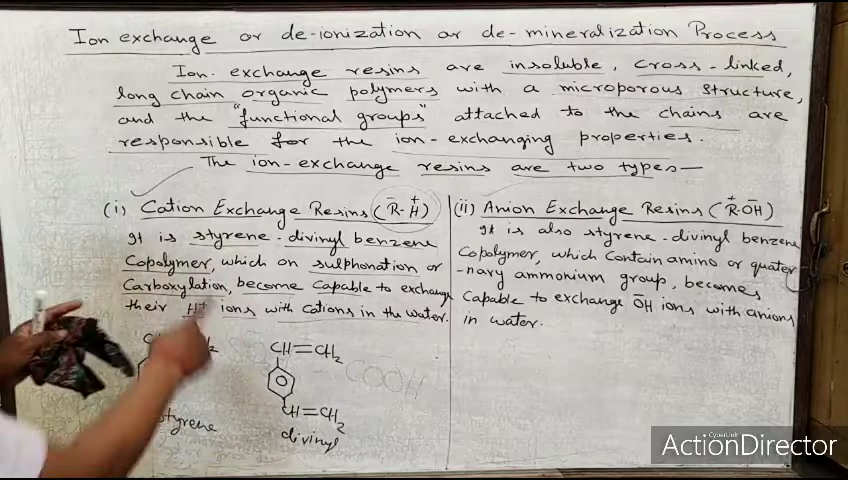 Ion exchange or de-ionization or de-mineralization Process
Ion-exchange resins are insoluble, cross-linked,
long chain organic polymers with a microporous structure,
and the "functional groups" attached to the chains are
responsible for the ion-exchanging properties.
The ion-exchange resins are two types—
(i) Cation Exchange Resins (R̄-H⁺)
It is styrene-divinyl benzene
Copolymer, which on sulphonation or
Carboxylation, become Capable to exchange
their H⁺ ions with Cations in the water.
CH=CH₂
CH=CH₂
styrene
divinyl
COOH
(ii) Anion Exchange Resins (R⁺-OH⁻)
It is also styrene-divinyl benzene
Copolymer, which Contain amino or quater
-nary ammonium group, becomes
Capable to exchange OH⁻ ions with anions
in water.
CyberLink
ActionDirector